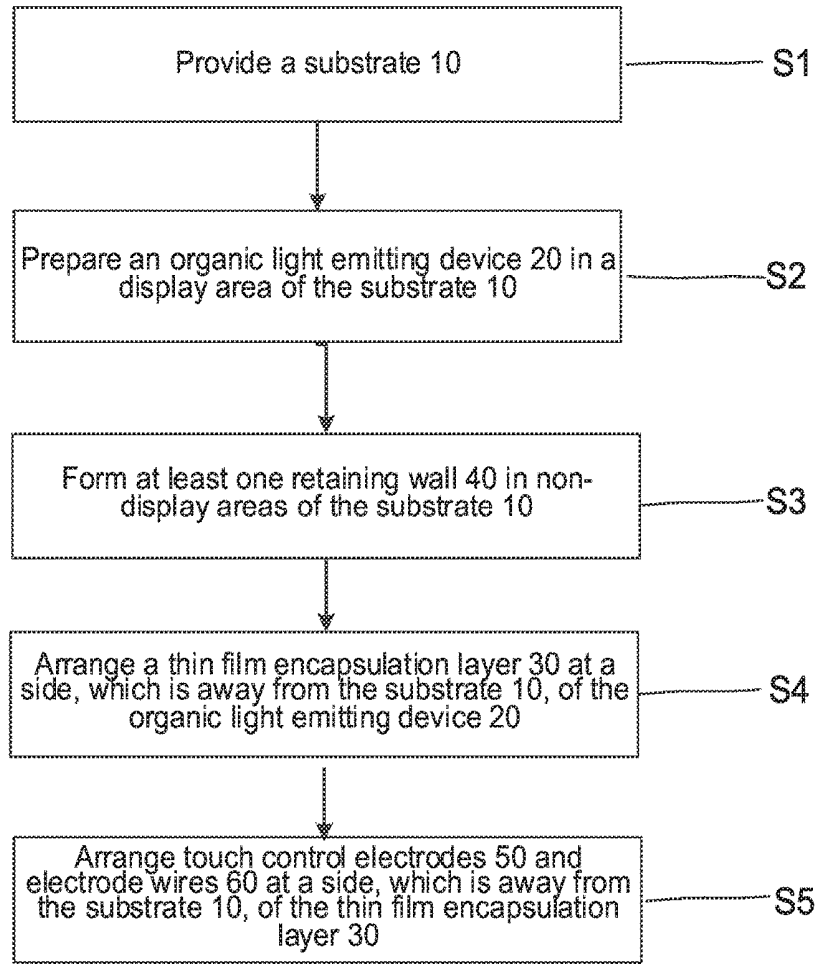 Provide a substrate 10
S1
Prepare an organic light emitting device 20 in a
display area of the substrate 10
S2
Form at least one retaining wall 40 in non-
display areas of the substrate 10
S3
Arrange a thin film encapsulation layer 30 at a
side, which is away from the substrate 10, of the
organic light emitting device 20
S4
Arrange touch control electrodes 50 and
electrode wires 60 at a side, which is away from
the substrate 10, of the thin film encapsulation
layer 30
S5